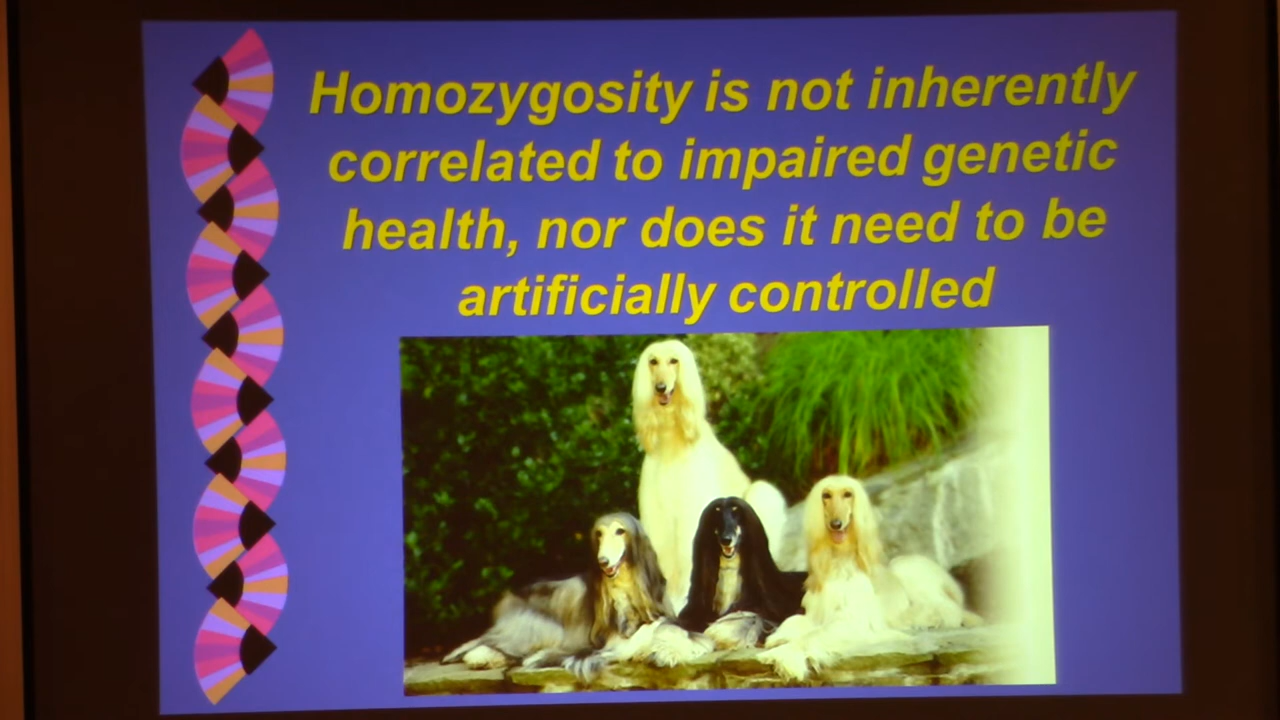 Homozygosity is not inherently
correlated to impaired genetic
health, nor does it need to be
artificially controlled